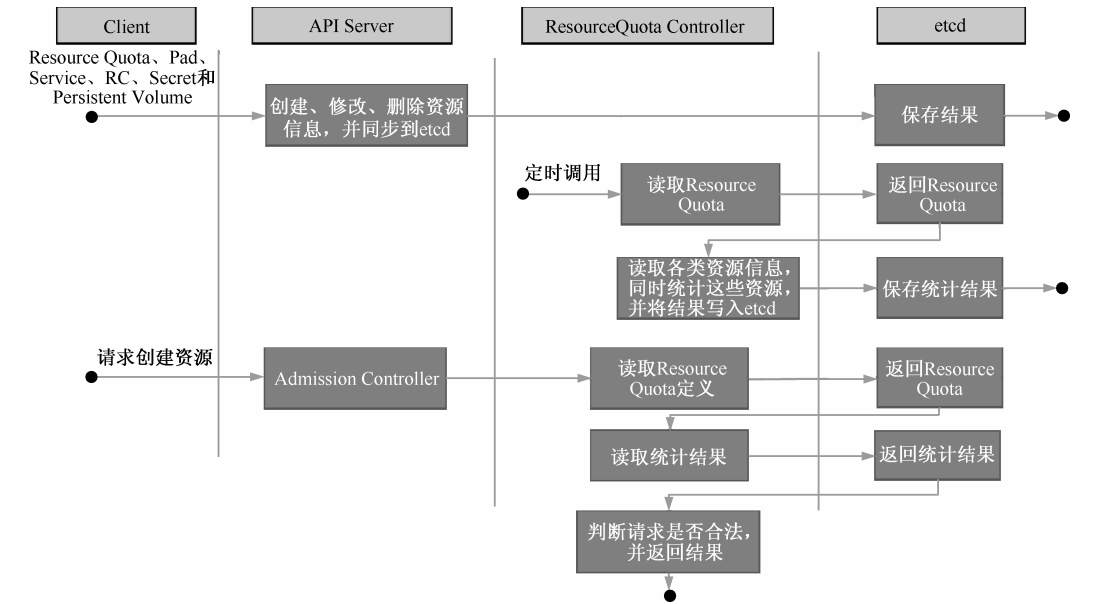 Client
API Server
ResourceQuota Controller
etcd
Resource Quota、Pad、
Service、RC、Secret和
Persistent Volume
创建、修改、删除资源
信息，并同步到etcd
保存结果
定时调用
读取Resource
Quota
返回Resource
Quota
读取各类资源信息，
同时统计这些资源，
并将结果写入etcd
保存统计结果
请求创建资源
Admission Controller
读取Resource
Quota定义
返回Resource
Quota
读取统计结果
返回统计结果
判断请求是否合法，
并返回结果